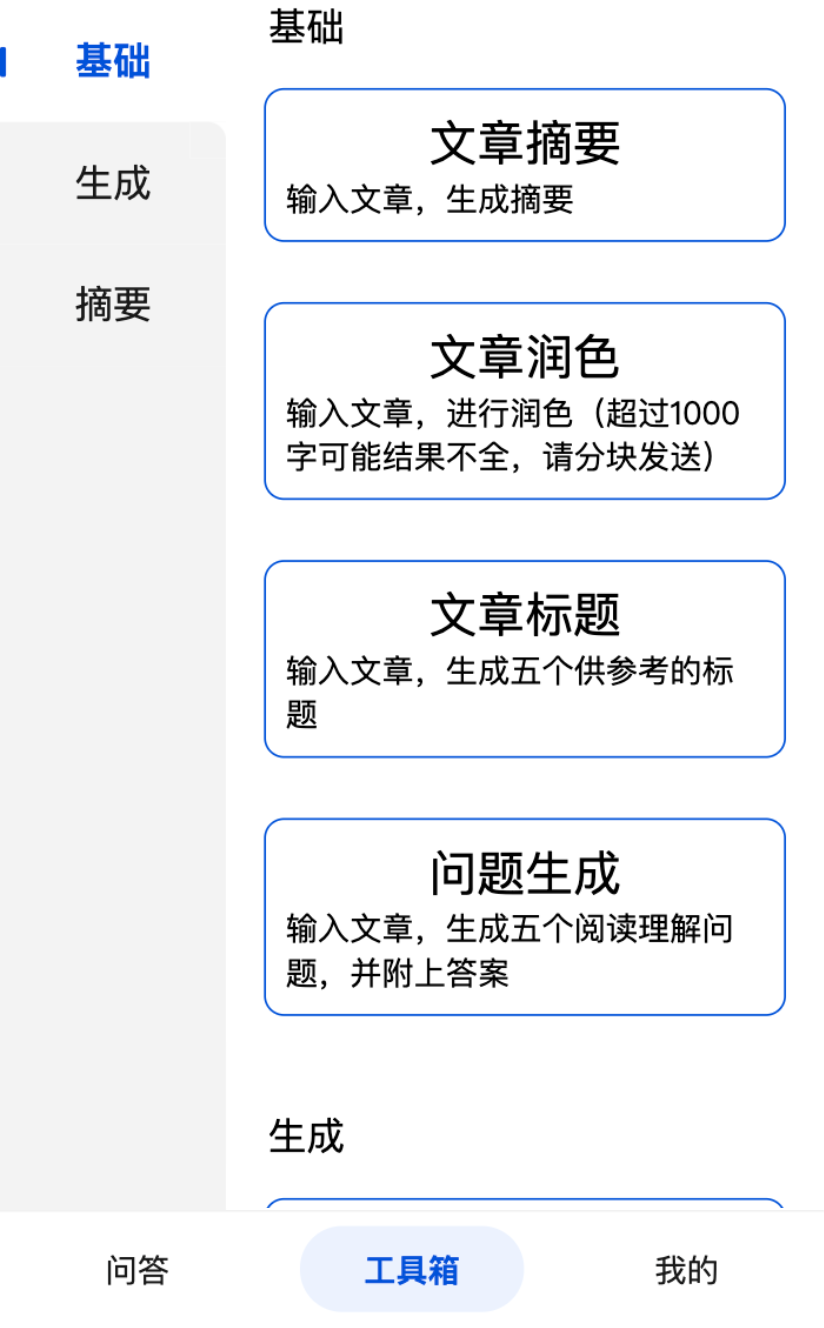 基础
生成
摘要
基础
文章摘要
输入文章，生成摘要
文章润色
输入文章，进行润色（超过1000
字可能结果不全，请分块发送）
文章标题
输入文章，生成五个供参考的标
题
问题生成
输入文章，生成五个阅读理解问
题，并附上答案
生成
问答
工具箱
我的